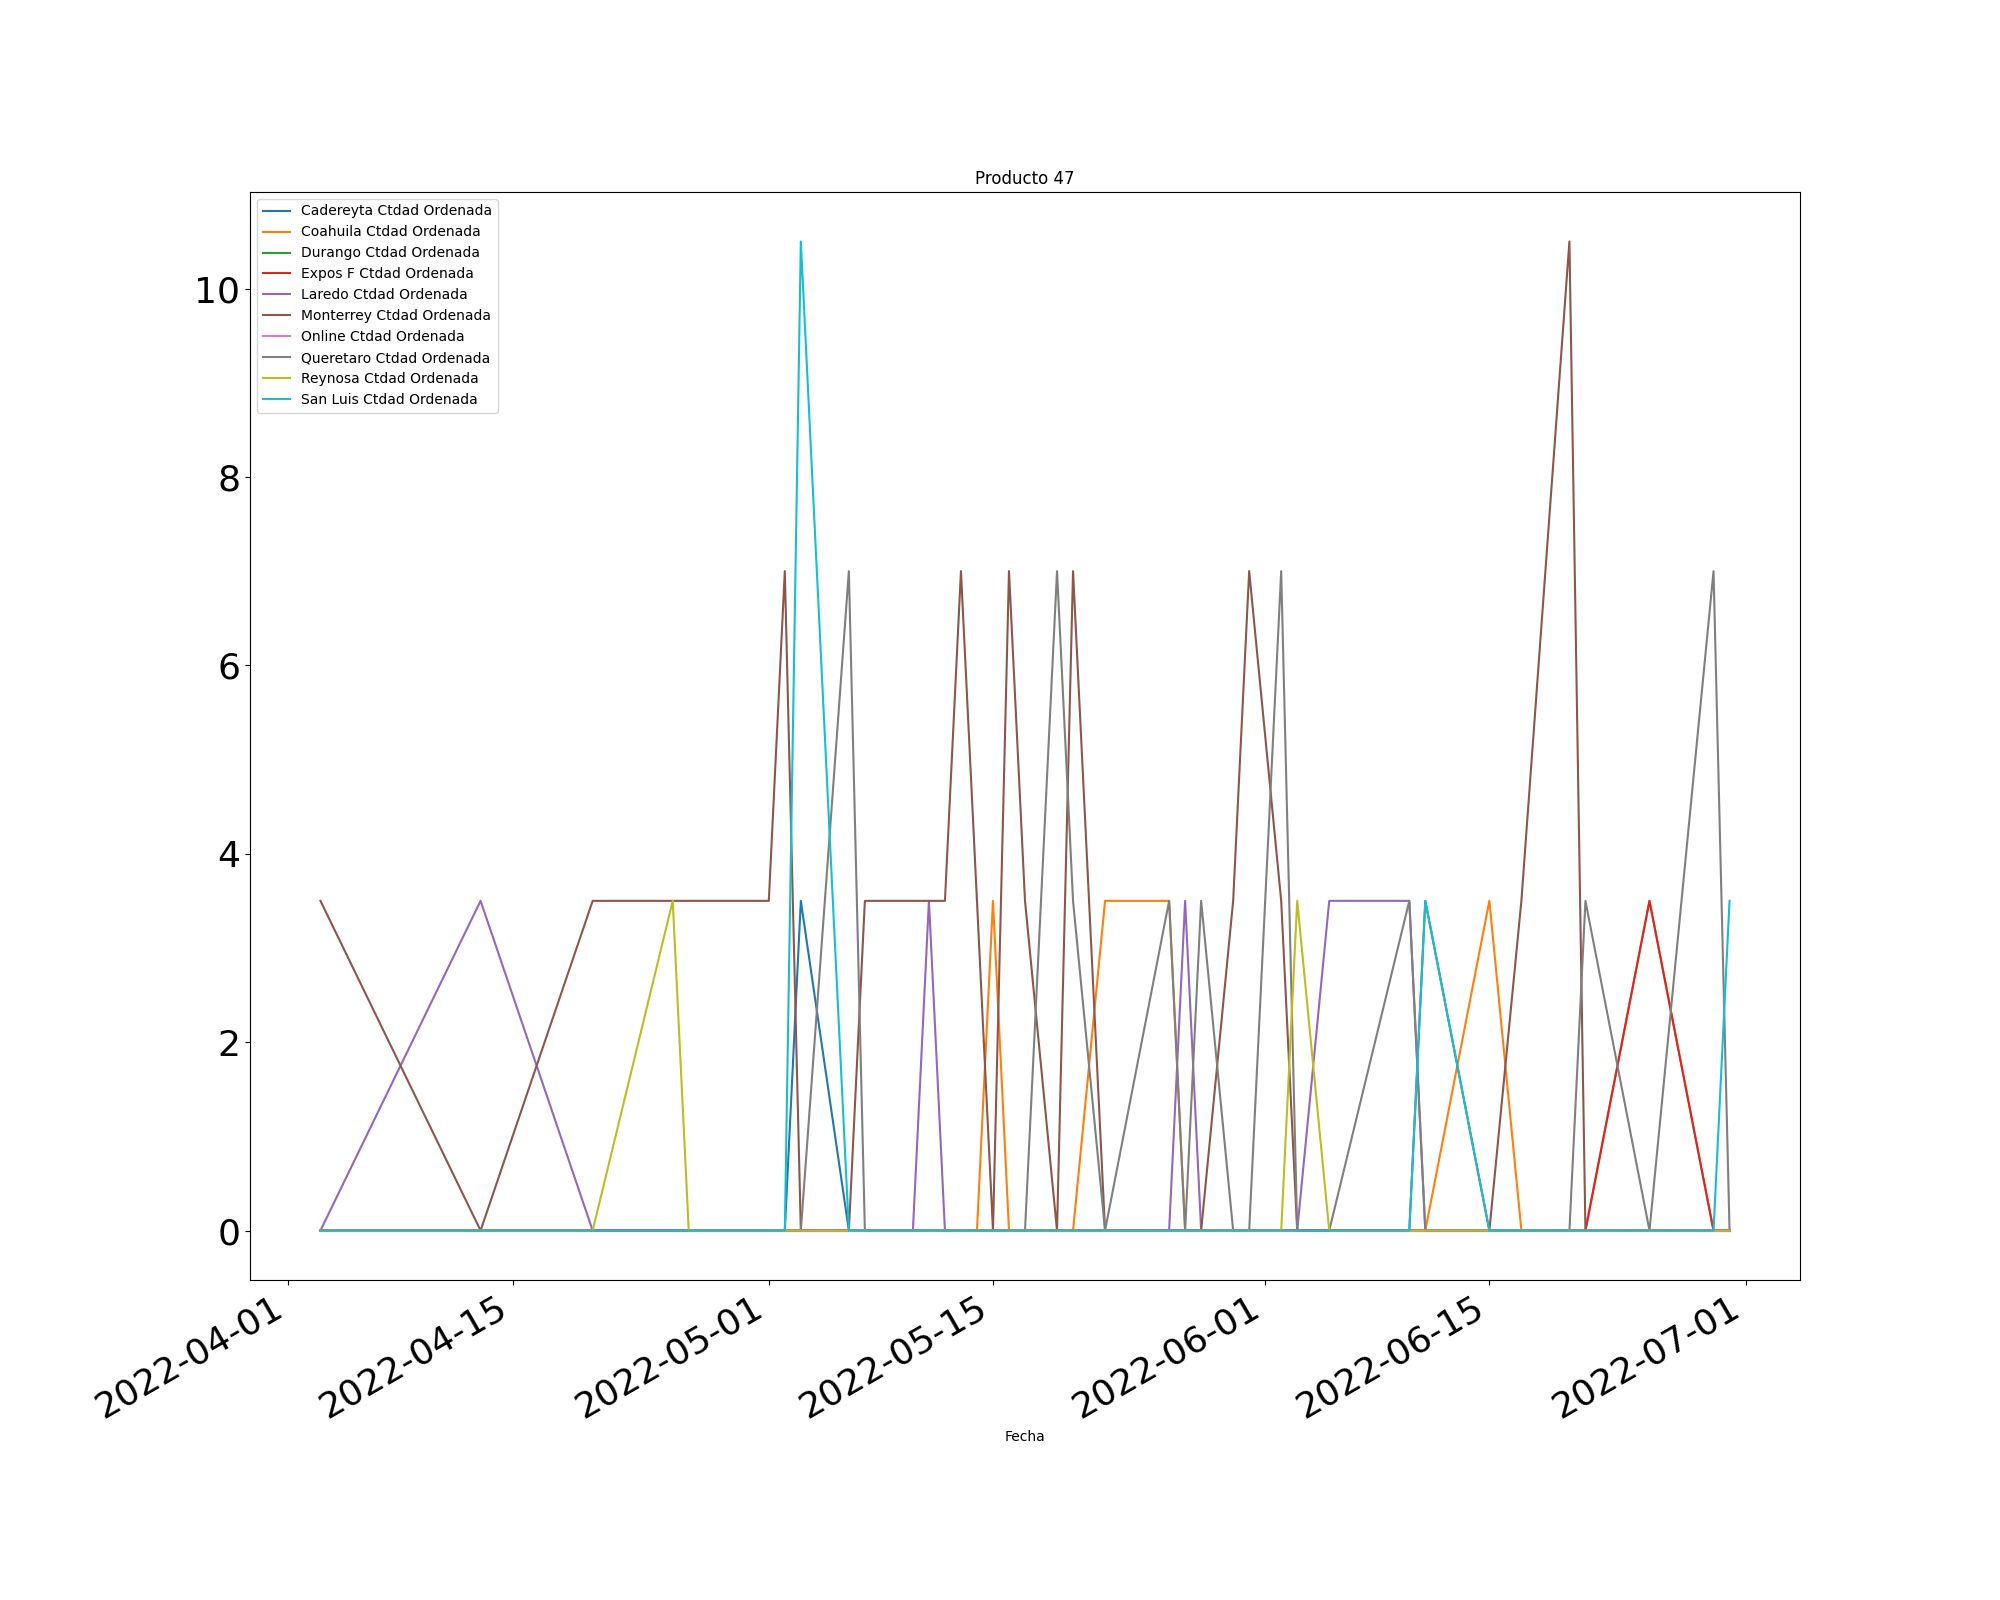 Producto 47
Cadereyta Ctdad Ordenada
Coahuila Ctdad Ordenada
Durango Ctdad Ordenada
Expos F Ctdad Ordenada
Laredo Ctdad Ordenada
Monterrey Ctdad Ordenada
Online Ctdad Ordenada
Queretaro Ctdad Ordenada
Reynosa Ctdad Ordenada
San Luis Ctdad Ordenada
10
8
6
4
2
0
2022-04-01
2022-04-15
2022-05-01
2022-05-15
2022-06-01
2022-06-15
2022-07-01
Fecha